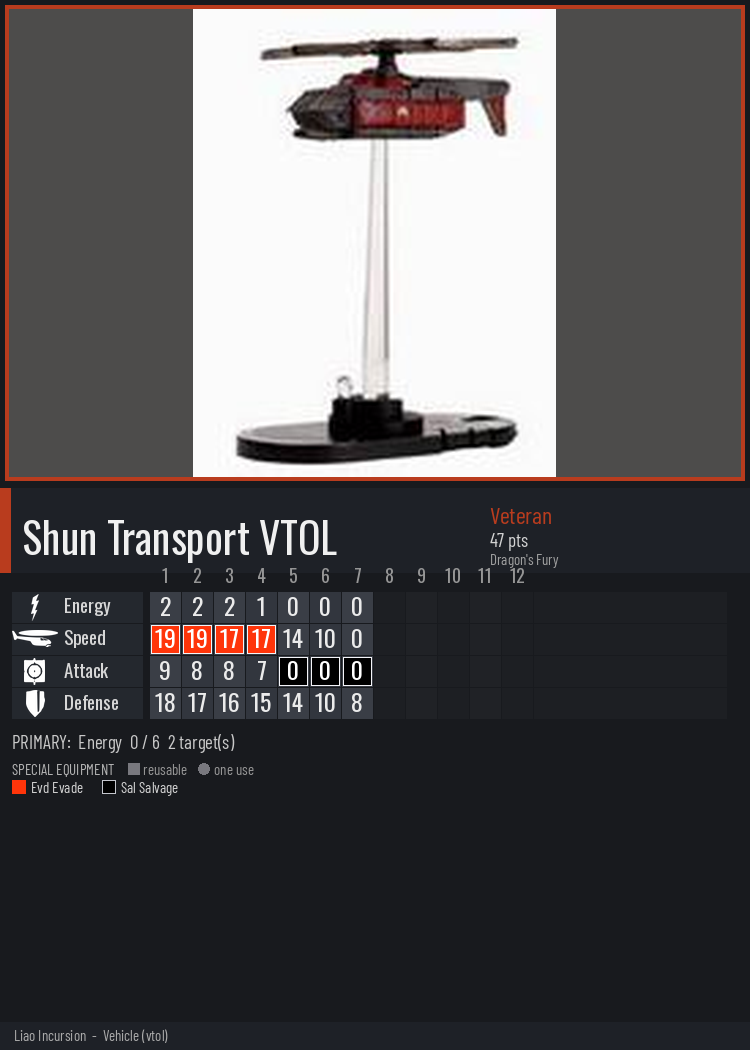 Shun Transport VTOL
Veteran
47 pts
Dragon's Fury
1 2 3 4 5 6 7 8 9 10 11 12
Energy 2 2 2 1 0 0 0
Speed 19 19 17 17 14 10 0
Attack 9 8 8 7 0 0 0
Defense 18 17 16 15 14 10 8
PRIMARY: Energy 0 / 6 2 target(s)
SPECIAL EQUIPMENT reusable one use
Evd Evade Sal Salvage
Liao Incursion - Vehicle (vtol)